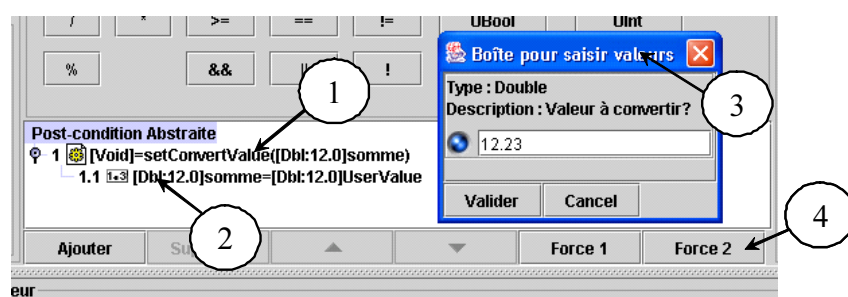 / * >= == != UBool UInt
% && !
Boîte pour saisir valeurs
1
Type : Double
Description : Valeur à convertir?
3
12.23
Post-condition Abstraite
1 [Void]=setConvertValue([Dbl:12.0]somme)
1.1 [Dbl:12.0]somme=[Dbl:12.0]UserValue
Valider Cancel
2
4
Ajouter Force 1 Force 2
eur